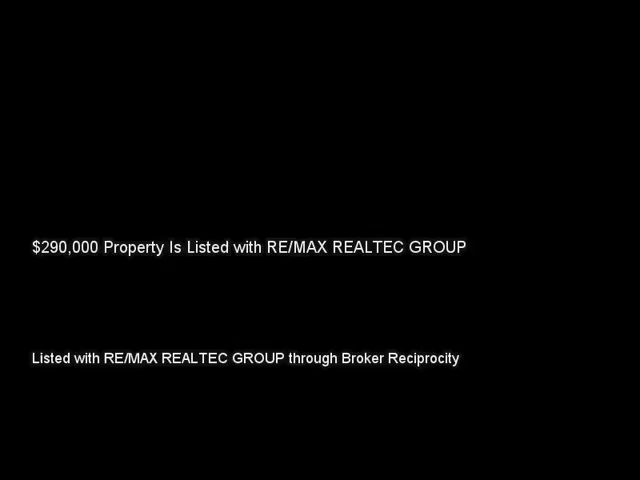 $290,000 Property Is Listed with RE/MAX REALTEC GROUP
Listed with RE/MAX REALTEC GROUP through Broker Reciprocity